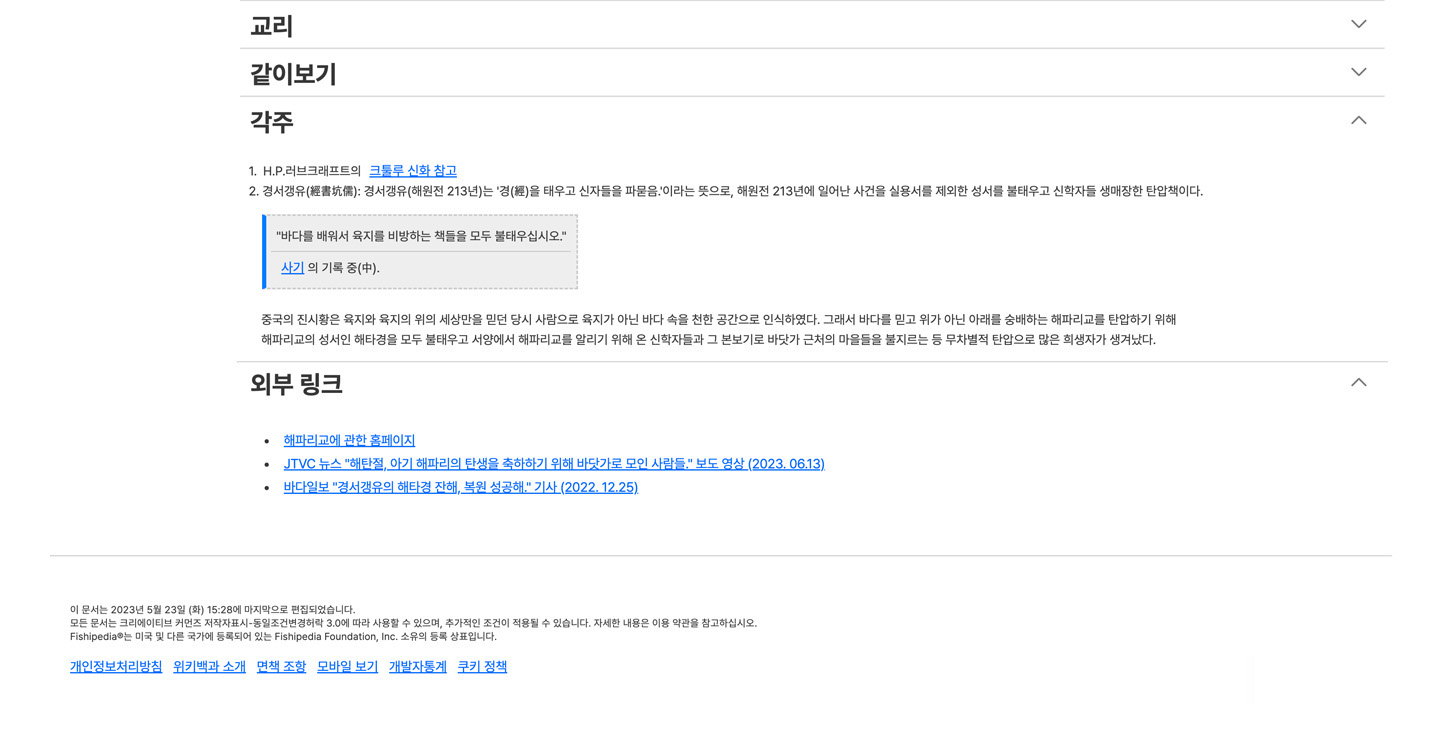 교리
같이보기
각주
1. H.P.러브크래프트의 크툴루 신화 참고
2. 경서갱유(經書坑儒): 경서갱유(해원전 213년)는 '경(經)을 태우고 신자들을 파묻음.'이라는 뜻으로, 해원전 213년에 일어난 사건을 실용서를 제외한 성서를 불태우고 신학자들 생매장한 탄압책이다.
"바다를 배워서 육지를 비방하는 책들을 모두 불태우십시오."
사기 의 기록 중(中).
중국의 진시황은 육지와 육지의 위의 세상만을 믿던 당시 사람으로 육지가 아닌 바다 속을 천한 공간으로 인식하였다. 그래서 바다를 믿고 위가 아닌 아래를 숭배하는 해파리교를 탄압하기 위해
해파리교의 성서인 해타경을 모두 불태우고 서양에서 해파리교를 알리기 위해 온 신학자들과 그 본보기로 바닷가 근처의 마을들을 불지르는 등 무차별적 탄압으로 많은 희생자가 생겨났다.
외부 링크
• 해파리교에 관한 홈페이지
• JTVC 뉴스 "해탄절, 아기 해파리의 탄생을 축하하기 위해 바닷가로 모인 사람들." 보도 영상 (2023. 06.13)
• 바다일보 "경서갱유의 해타경 잔해, 복원 성공해." 기사 (2022. 12.25)
이 문서는 2023년 5월 23일 (화) 15:28에 마지막으로 편집되었습니다.
모든 문서는 크리에이티브 커먼즈 저작자표시-동일조건변경허락 3.0에 따라 사용할 수 있으며, 추가적인 조건이 적용될 수 있습니다. 자세한 내용은 이용 약관을 참고하십시오.
Fishipedia®는 미국 및 다른 국가에 등록되어 있는 Fishipedia Foundation, Inc. 소유의 등록 상표입니다.
개인정보처리방침 위키백과 소개 면책 조항 모바일 보기 개발자통계 쿠키 정책